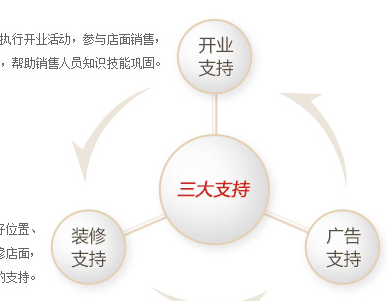 执行开业活动，参与店面销售，
，帮助销售人员知识技能巩固。
开业
支持
三大支持
好位置、
修店面，
的支持。
装修
支持
广告
支持